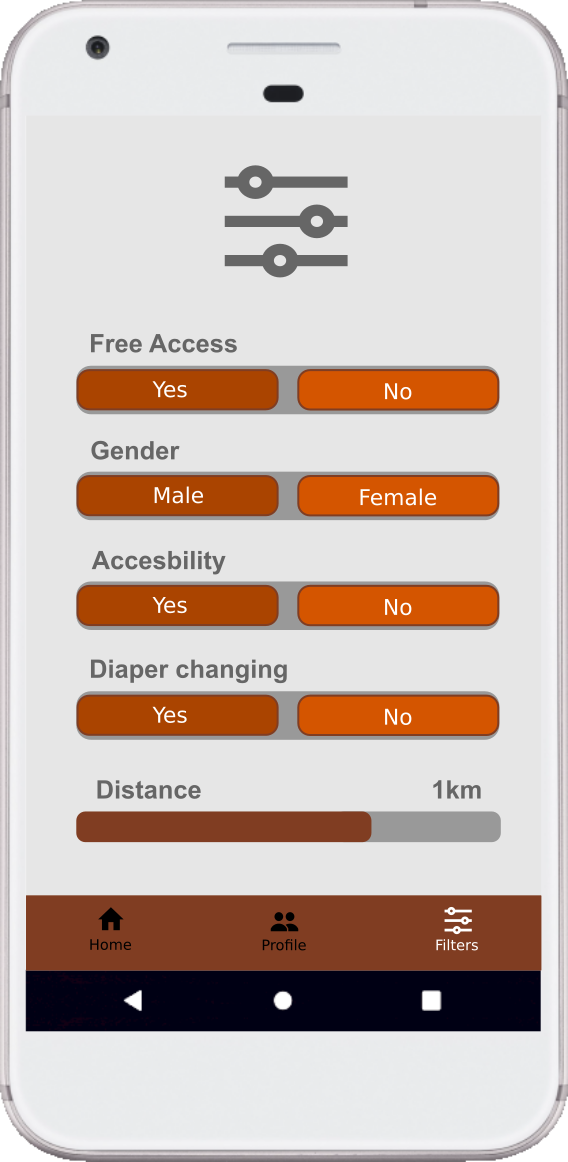 Free Access
Yes No
Gender
Male Female
Accesbility
Yes No
Diaper changing
Yes No
Distance 1km
Home Profile Filters